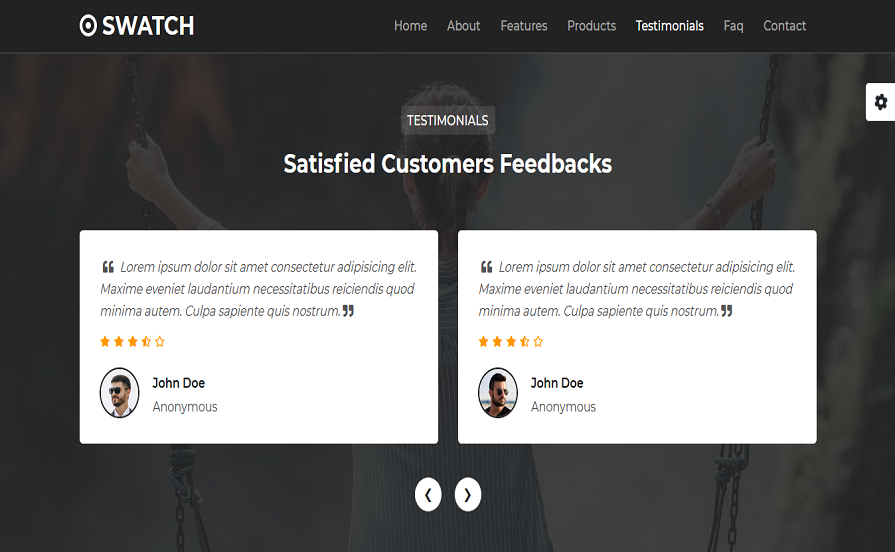 SWATCH
Home About Features Products Testimonials Faq Contact
TESTIMONIALS
Satisfied Customers Feedbacks
❝ Lorem ipsum dolor sit amet consectetur adipisicing elit.
Maxime eveniet laudantium necessitatibus reiciendis quod
minima autem. Culpa sapiente quis nostrum. ❞
John Doe
Anonymous
❝ Lorem ipsum dolor sit amet consectetur adipisicing elit.
Maxime eveniet laudantium necessitatibus reiciendis quod
minima autem. Culpa sapiente quis nostrum. ❞
John Doe
Anonymous